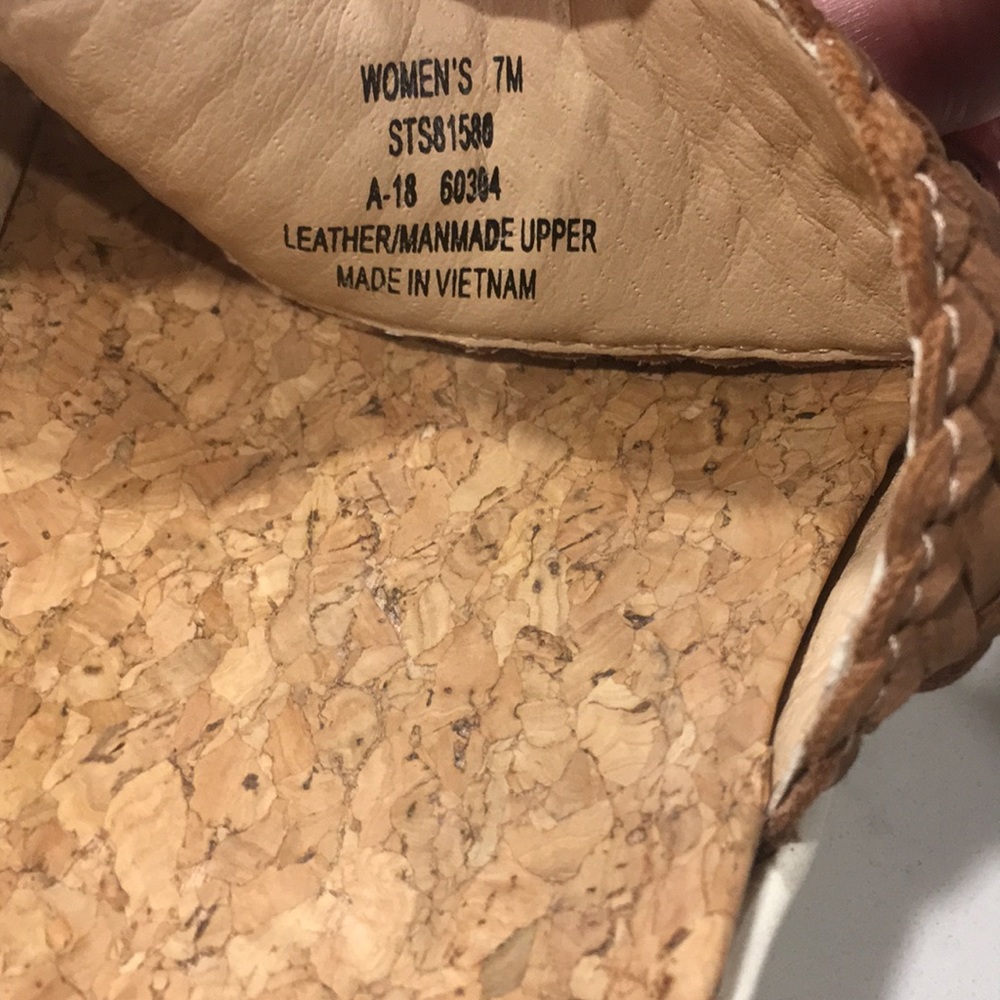 WOMEN'S 7M
STS81580
A-18 60304
LEATHER/MANMADE UPPER
MADE IN VIETNAM